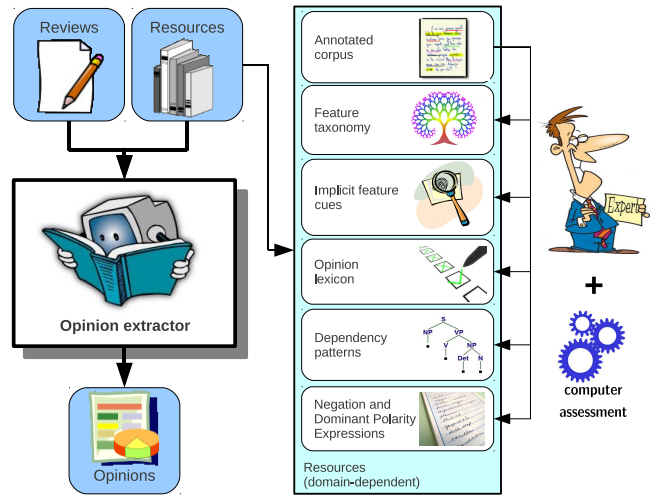 Reviews
Resources
Opinion extractor
Opinions
Annotated
corpus
Feature
taxonomy
Implicit feature
cues
Opinion
lexicon
Dependency
patterns
S
NP VP
V NP
Det N
Negation and
Dominant Polarity
Expressions
Resources
(domain-dependent)
Expert
+
computer
assessment